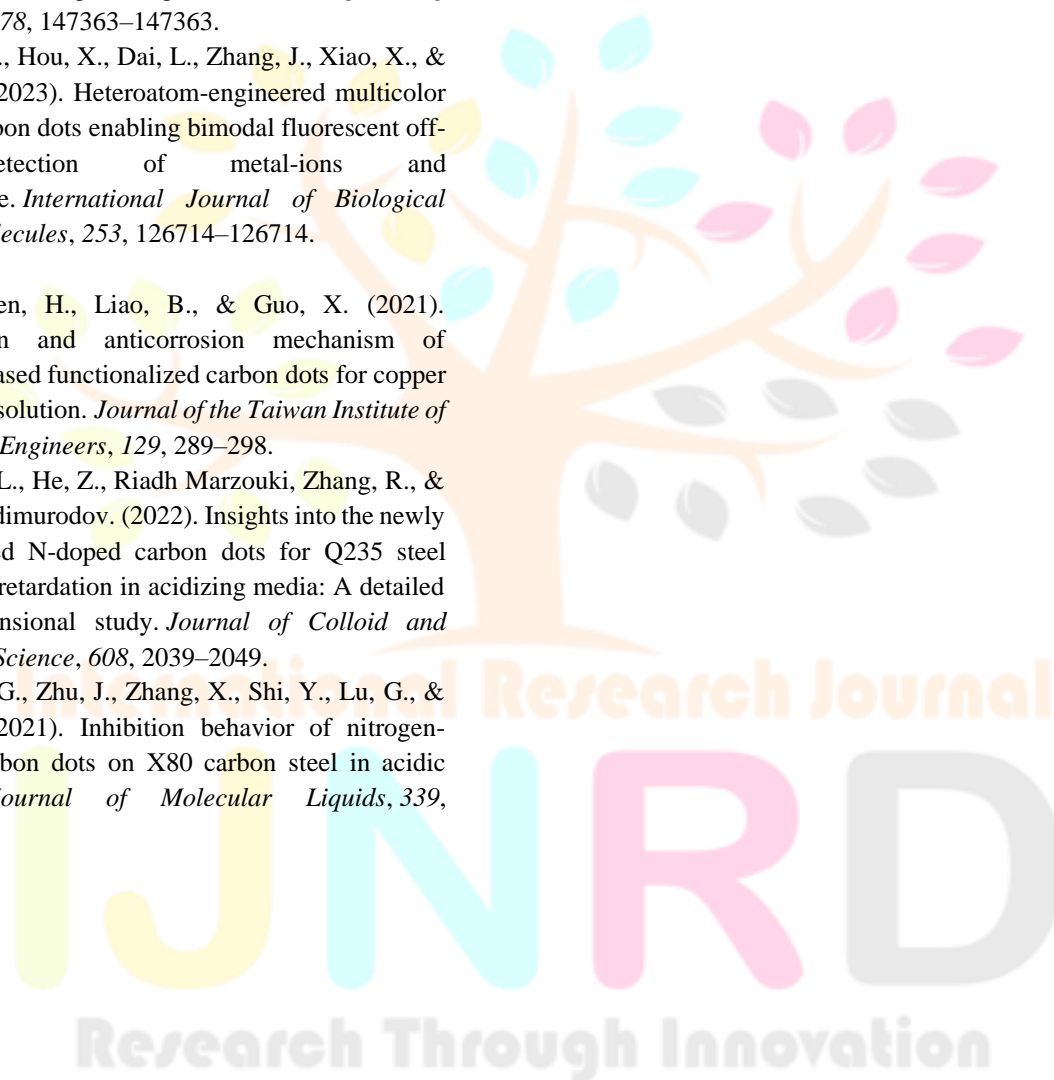 78, 147363–147363.
., Hou, X., Dai, L., Zhang, J., Xiao, X., &
2023). Heteroatom-engineered multicolor
bon dots enabling bimodal fluorescent off-
etection of metal-ions and
e. International Journal of Biological
lecules, 253, 126714–126714.
en, H., Liao, B., & Guo, X. (2021).
n and anticorrosion mechanism of
ased functionalized carbon dots for copper
solution. Journal of the Taiwan Institute of
Engineers, 129, 289–298.
L., He, Z., Riadh Marzouki, Zhang, R., &
dimurodov. (2022). Insights into the newly
ed N-doped carbon dots for Q235 steel
retardation in acidizing media: A detailed
nsional study. Journal of Colloid and
Science, 608, 2039–2049.
G., Zhu, J., Zhang, X., Shi, Y., Lu, G., &
2021). Inhibition behavior of nitrogen-
bon dots on X80 carbon steel in acidic
ournal of Molecular Liquids, 339,
International Research Journal
IJNRD
Research Through Innovation